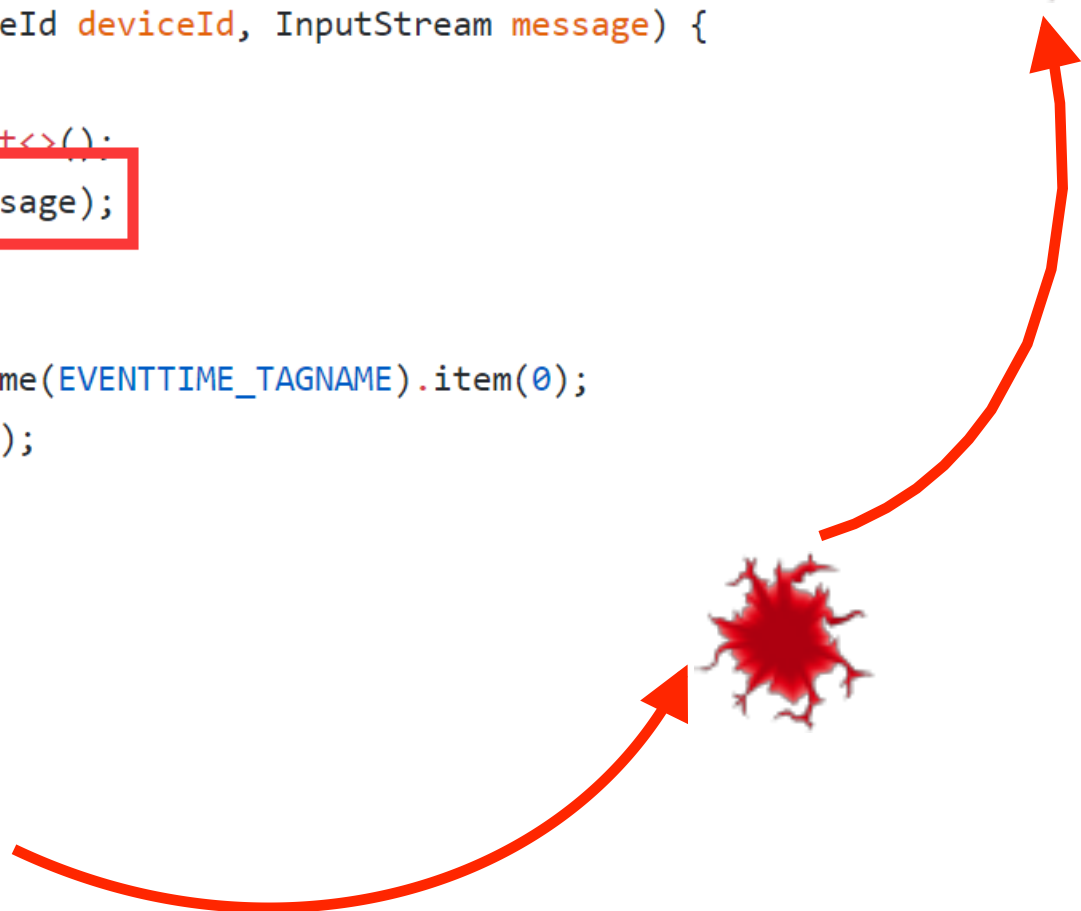 eId deviceId, InputStream message) {
t<>();
sage);
me(EVENTTIME_TAGNAME).item(0);
);